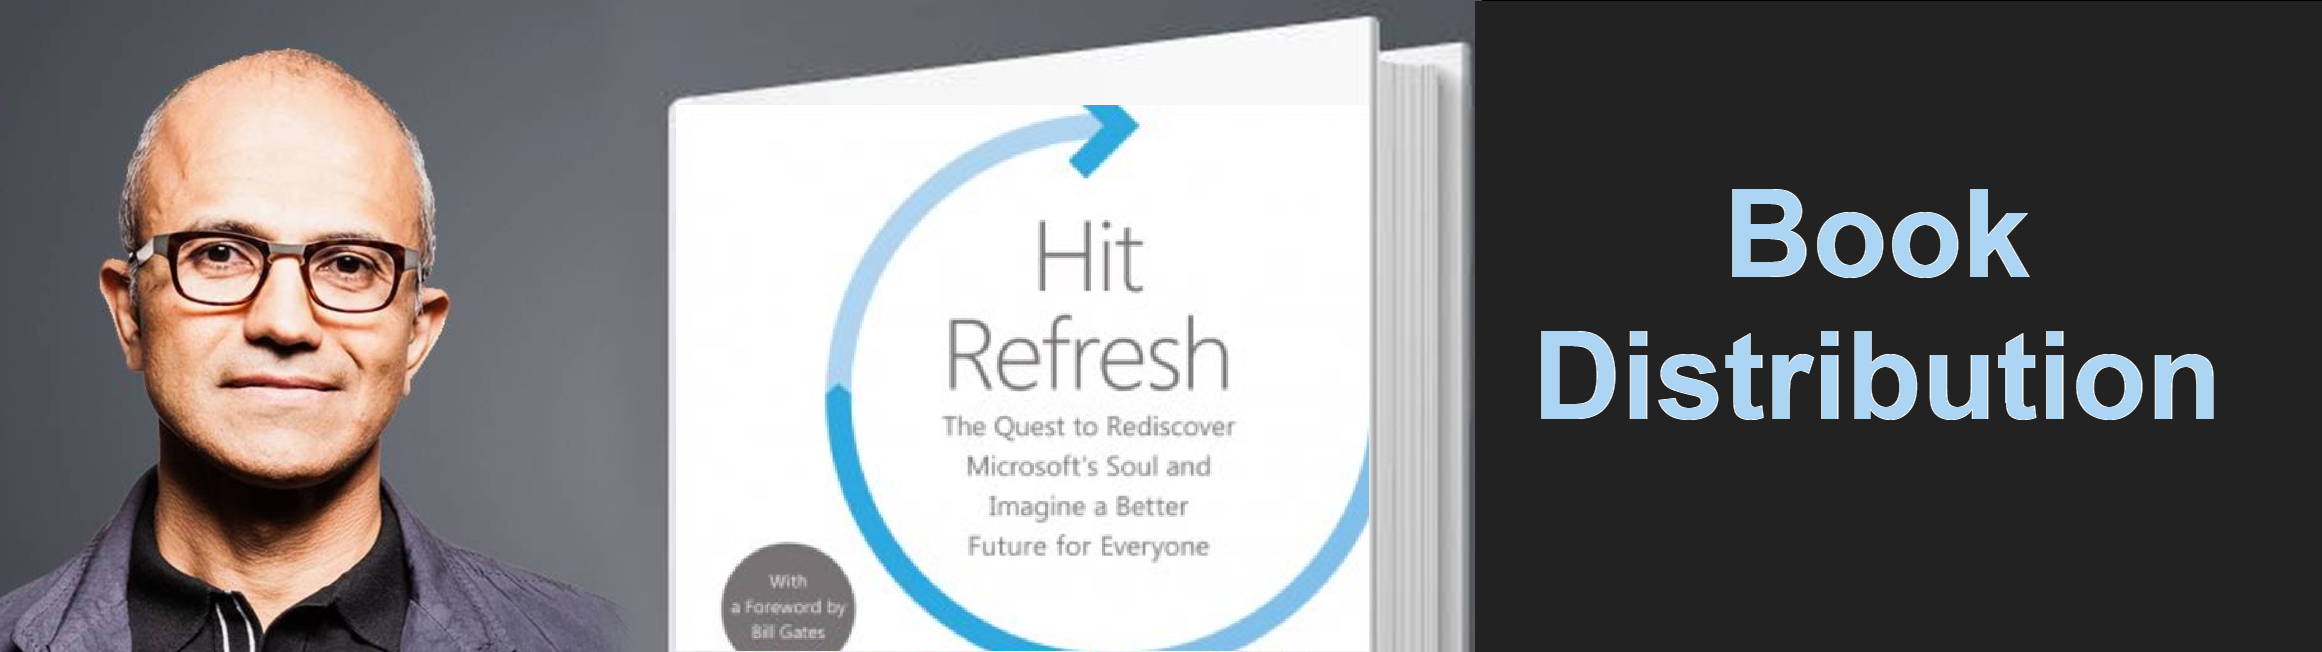 Hit
Refresh
The Quest to Rediscover
Microsoft's Soul and
Imagine a Better
Future for Everyone
With
a Foreword by
Bill Gates
Book
Distribution